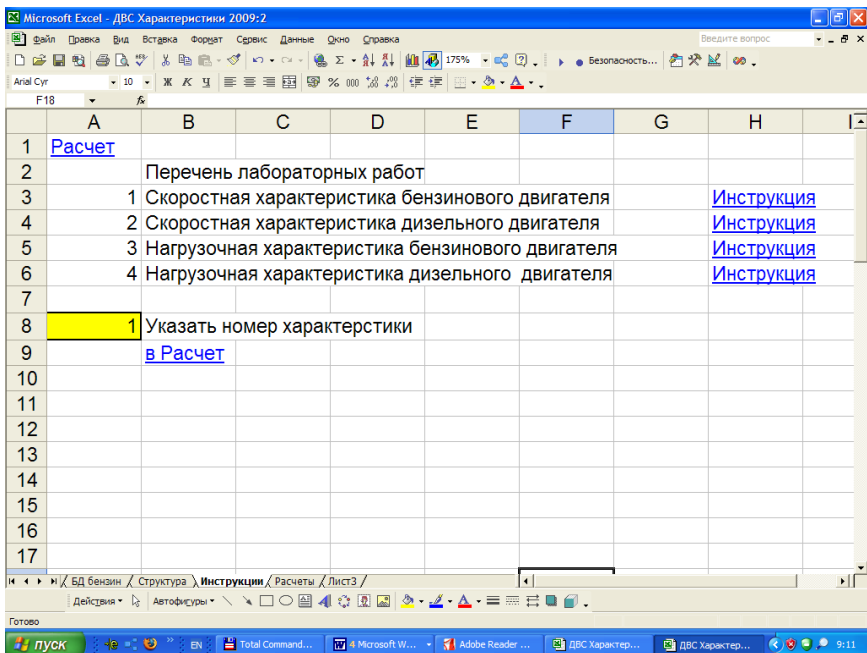 Microsoft Excel - ДВС Характеристики 2009:2
Файл Правка Вид Вставка Формат Сервис Данные Окно Справка Введите вопрос
175% Безопасность...
Arial Cyr 10 Ж К Ч % 000
F18 fx
A B C D E F G H I
1 Расчет
2 Перечень лабораторных работ
3 1 Скоростная характеристика бензинового двигателя Инструкция
4 2 Скоростная характеристика дизельного двигателя Инструкция
5 3 Нагрузочная характеристика бензинового двигателя Инструкция
6 4 Нагрузочная характеристика дизельного двигателя Инструкция
7
8 1 Указать номер характерстики
9 в Расчет
10
11
12
13
14
15
16
17
БД бензин / Структура \ Инструкции / Расчеты / Лист3 /
Действия Автофигуры
Готово
пуск EN Total Command... 4 Microsoft W... Adobe Reader ... ДВС Характер... ДВС Характер... 9:11